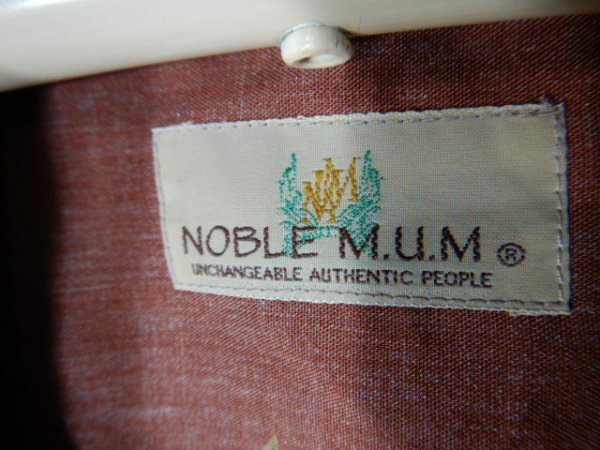 NOBLE M.U.M ®
UNCHANGEABLE AUTHENTIC PEOPLE